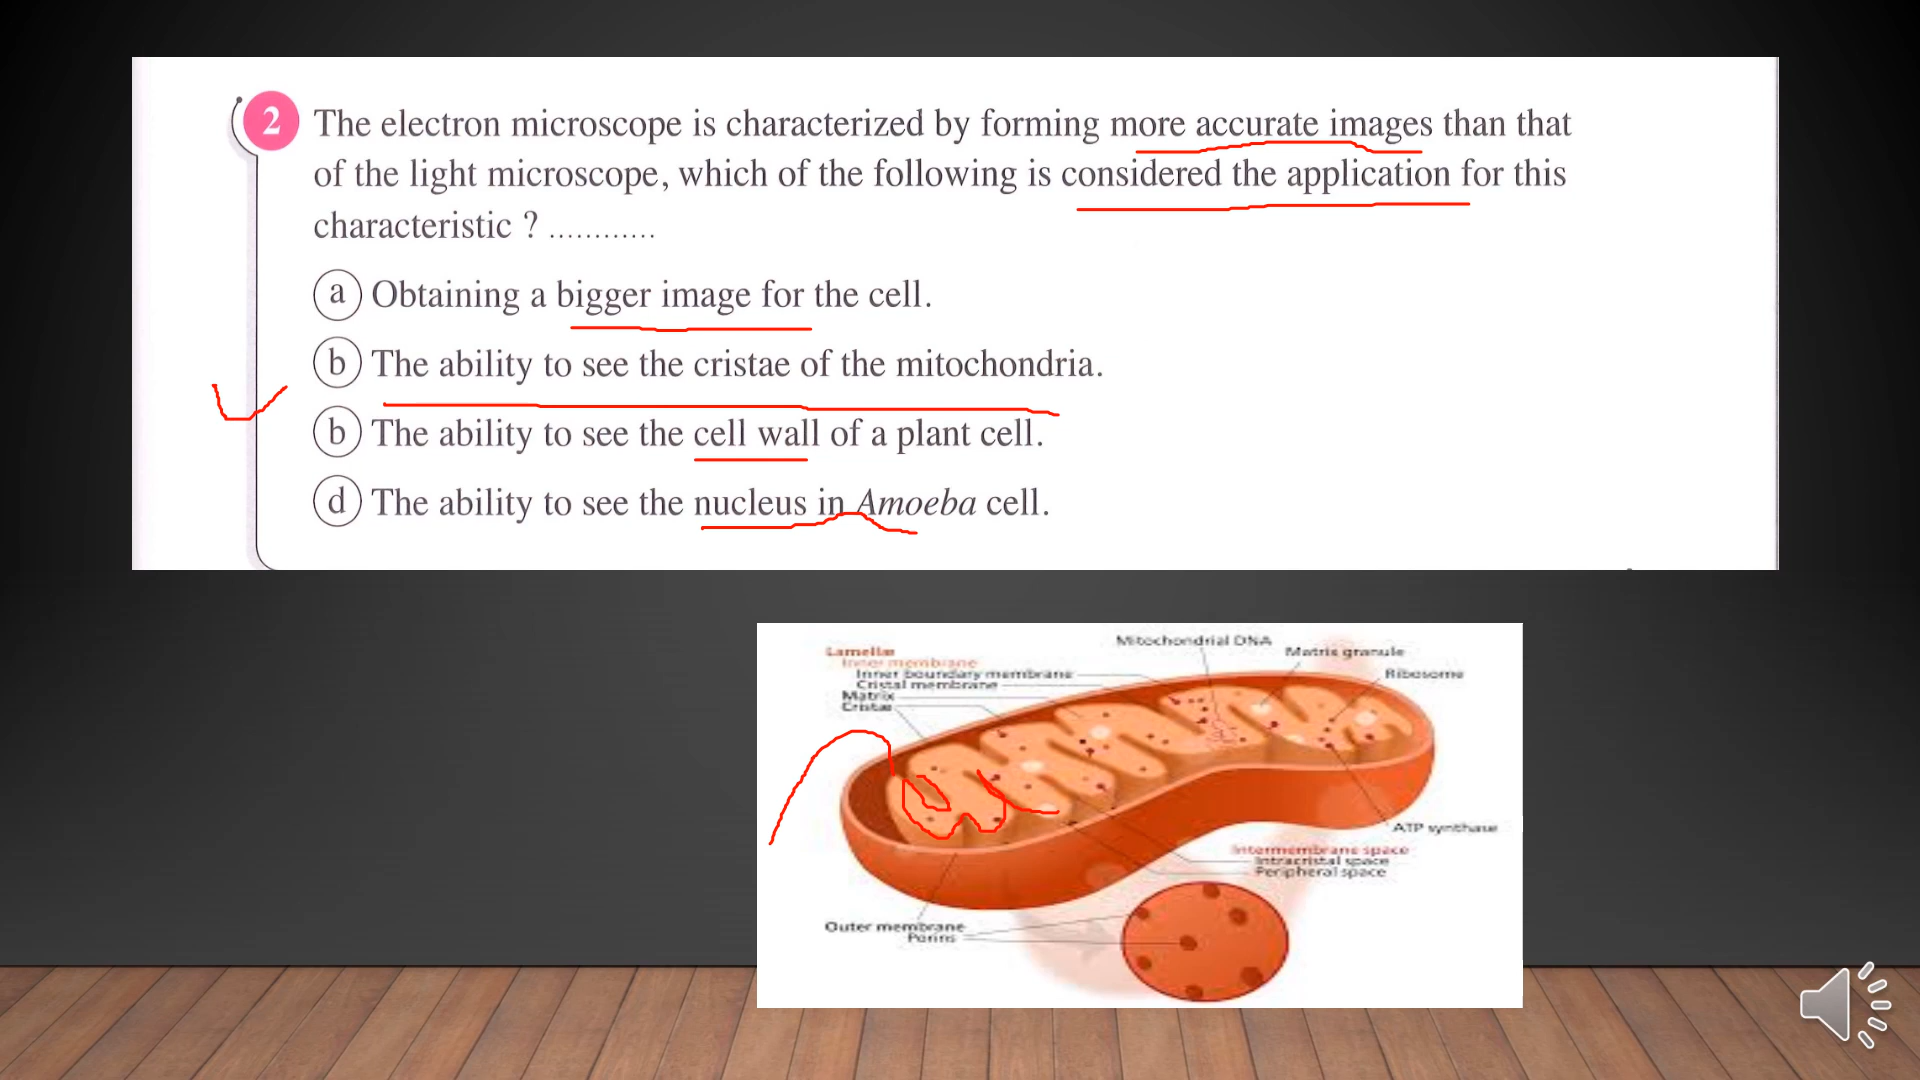 2 The electron microscope is characterized by forming more accurate images than that
of the light microscope, which of the following is considered the application for this
characteristic ? ............
a Obtaining a bigger image for the cell.
b The ability to see the cristae of the mitochondria.
b The ability to see the cell wall of a plant cell.
d The ability to see the nucleus in Amoeba cell.
Mitochondrial DNA
Matrix granule
Ribosome
Lamellæ
Inner membrane
Inner boundary membrane
Cristal membrane
Matrix
Cristæ
ATP synthase
Intermembrane space
Intracristal space
Peripheral space
Outer membrane
Porins